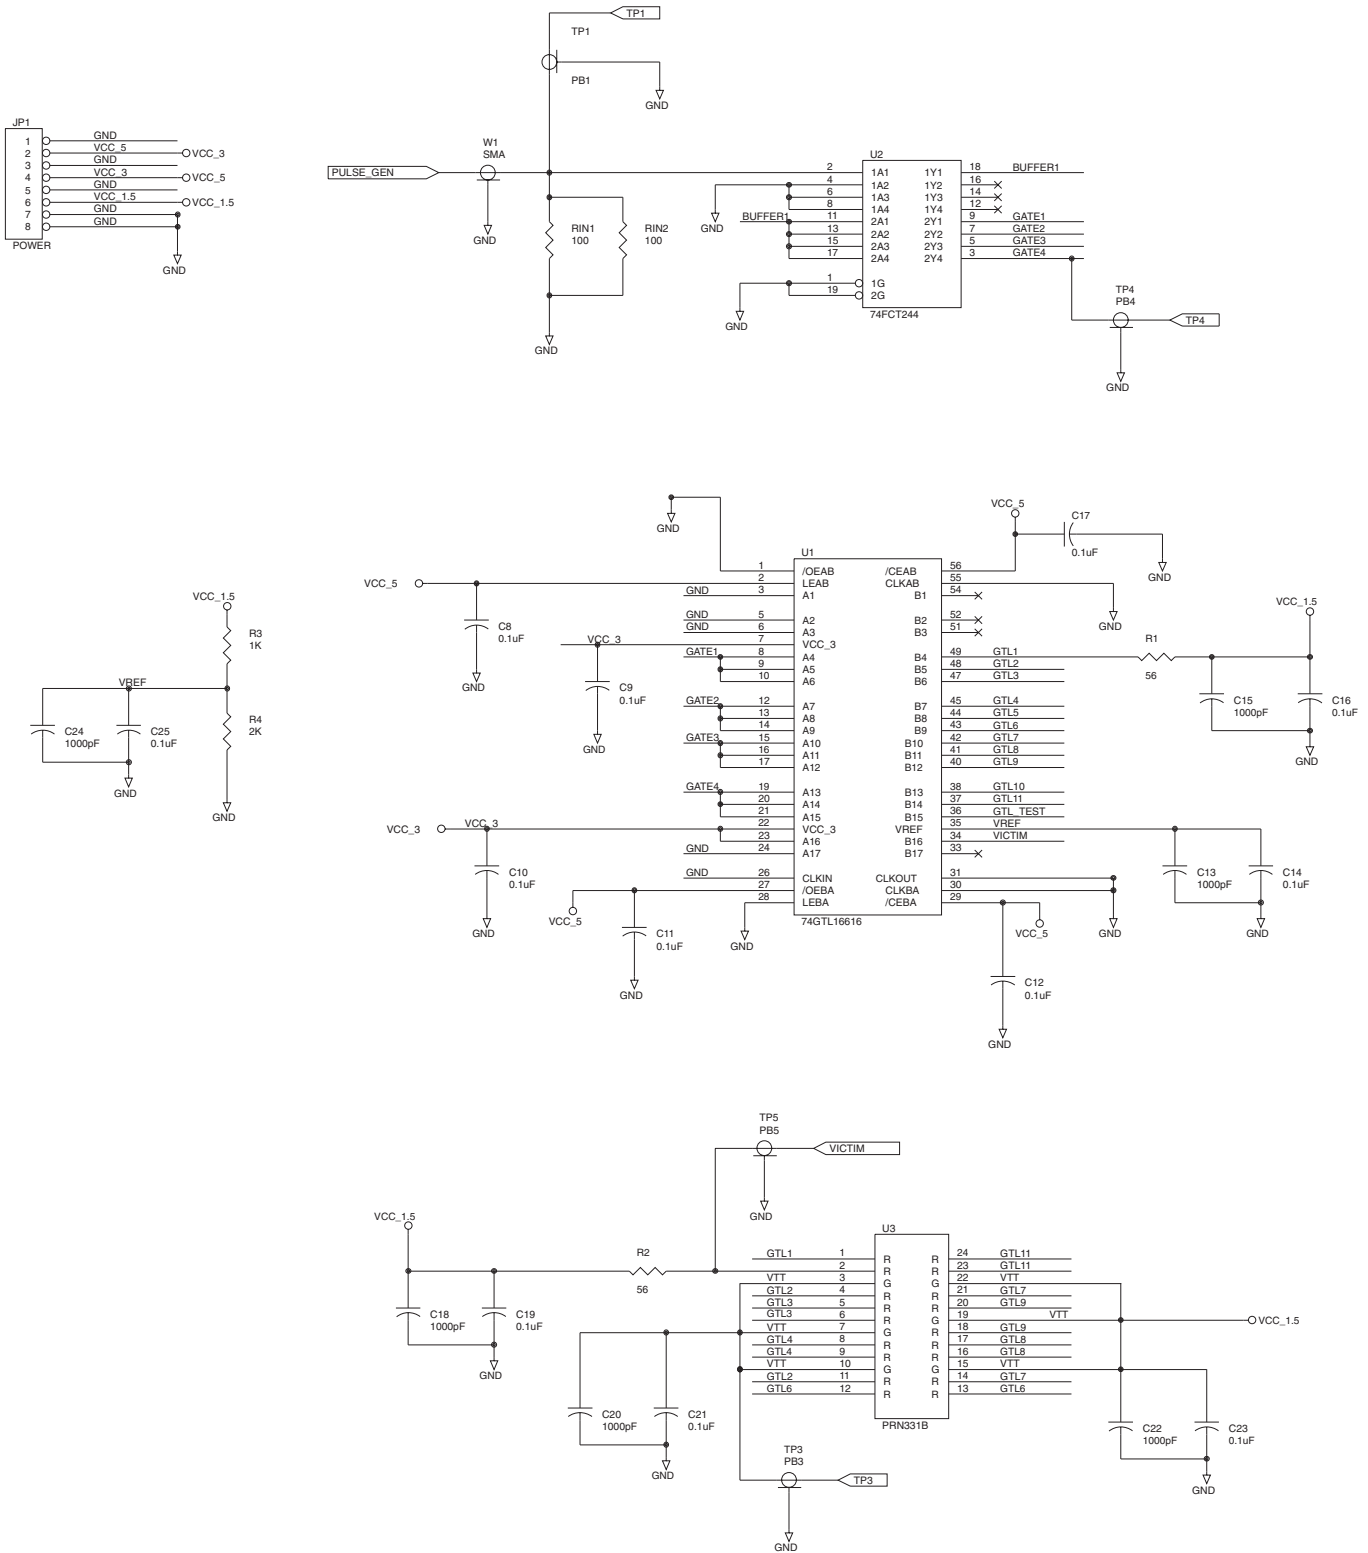 TP1
TP1
PB1
GND
JP1
1 GND
2 VCC_5 VCC_3
3 GND
4 VCC_3 VCC_5
5 GND
6 VCC_1.5 VCC_1.5
7 GND
8 GND
POWER
GND
W1
SMA
PULSE_GEN
GND
RIN1
100
RIN2
100
GND
U2
2 1A1 1Y1 18 BUFFER1
4 1A2 1Y2 16
6 1A3 1Y3 14
8 1A4 1Y4 12
BUFFER1 11 2A1 2Y1 9 GATE1
13 2A2 2Y2 7 GATE2
15 2A3 2Y3 5 GATE3
17 2A4 2Y4 3 GATE4
1 1G
19 2G
74FCT244
GND
GND
TP4
PB4
TP4
GND
GND
VCC_5
C17
0.1uF
GND
U1
1 /OEAB /CEAB 56
VCC_5 2 LEAB CLKAB 55
GND 3 A1 B1 54
GND 5 A2 B2 52
GND 6 A3 B3 51
VCC_3 7 VCC_3
GATE1 8 A4 B4 49 GTL1
9 A5 B5 48 GTL2
10 A6 B6 47 GTL3
GATE2 12 A7 B7 45 GTL4
13 A8 B8 44 GTL5
14 A9 B9 43 GTL6
GATE3 15 A10 B10 42 GTL7
16 A11 B11 41 GTL8
17 A12 B12 40 GTL9
GATE4 19 A13 B13 38 GTL10
20 A14 B14 37 GTL11
21 A15 B15 36 GTL_TEST
VCC_3 VCC_3 22 VCC_3 VREF 35 VREF
23 A16 B16 34 VICTIM
GND 24 A17 B17 33
GND 26 CLKIN CLKOUT 31
27 /OEBA CLKBA 30
28 LEBA /CEBA 29
74GTL16616
C8
0.1uF
GND
C9
0.1uF
GND
C10
0.1uF
GND
VCC_5
C11
0.1uF
GND
GND
GND
R1
56
VCC_1.5
C15
1000pF
C16
0.1uF
GND
C13
1000pF
C14
0.1uF
GND
GND
VCC_5
C12
0.1uF
GND
VCC_1.5
R3
1K
VREF
R4
2K
C24
1000pF
C25
0.1uF
GND
GND
TP5
PB5
VICTIM
GND
VCC_1.5
R2
56
C18
1000pF
C19
0.1uF
GND
U3
GTL1 1 R R 24 GTL11
2 R R 23 GTL11
VTT 3 G G 22 VTT
GTL2 4 R R 21 GTL7
GTL3 5 R R 20 GTL9
GTL3 6 R G 19 VTT VCC_1.5
VTT 7 G R 18 GTL9
GTL4 8 R R 17 GTL8
GTL4 9 R R 16 GTL8
VTT 10 G G 15 VTT
GTL2 11 R R 14 GTL7
GTL6 12 R R 13 GTL6
PRN331B
C20
1000pF
C21
0.1uF
GND
C22
1000pF
C23
0.1uF
GND
TP3
PB3
TP3
GND